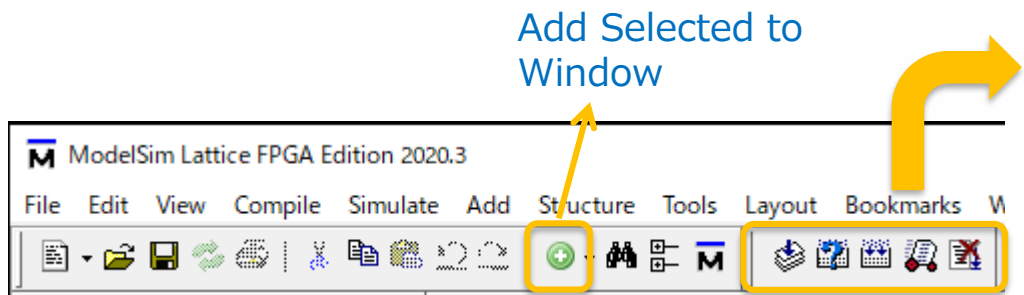 Add Selected to
Window
ModelSim Lattice FPGA Edition 2020.3
File Edit View Compile Simulate Add Structure Tools Layout Bookmarks